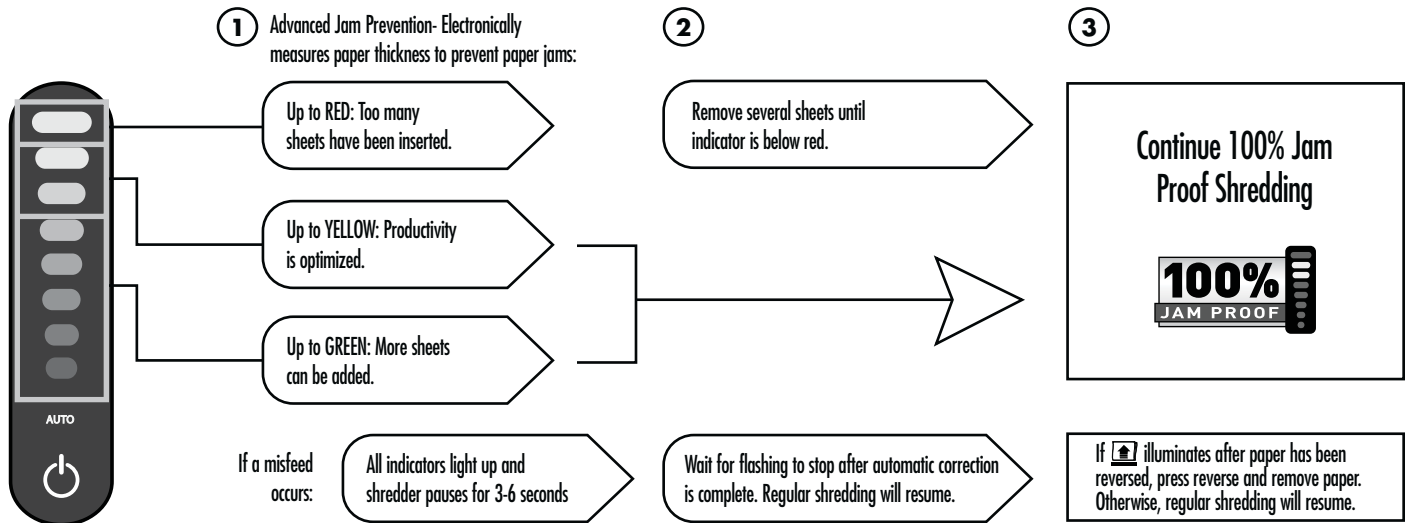 1
Advanced Jam Prevention- Electronically
measures paper thickness to prevent paper jams:
2
3
Up to RED: Too many
sheets have been inserted.
Remove several sheets until
indicator is below red.
Continue 100% Jam
Proof Shredding
Up to YELLOW: Productivity
is optimized.
100%
JAM PROOF
Up to GREEN: More sheets
can be added.
AUTO
If a misfeed
occurs:
All indicators light up and
shredder pauses for 3-6 seconds
Wait for flashing to stop after automatic correction
is complete. Regular shredding will resume.
If illuminates after paper has been
reversed, press reverse and remove paper.
Otherwise, regular shredding will resume.